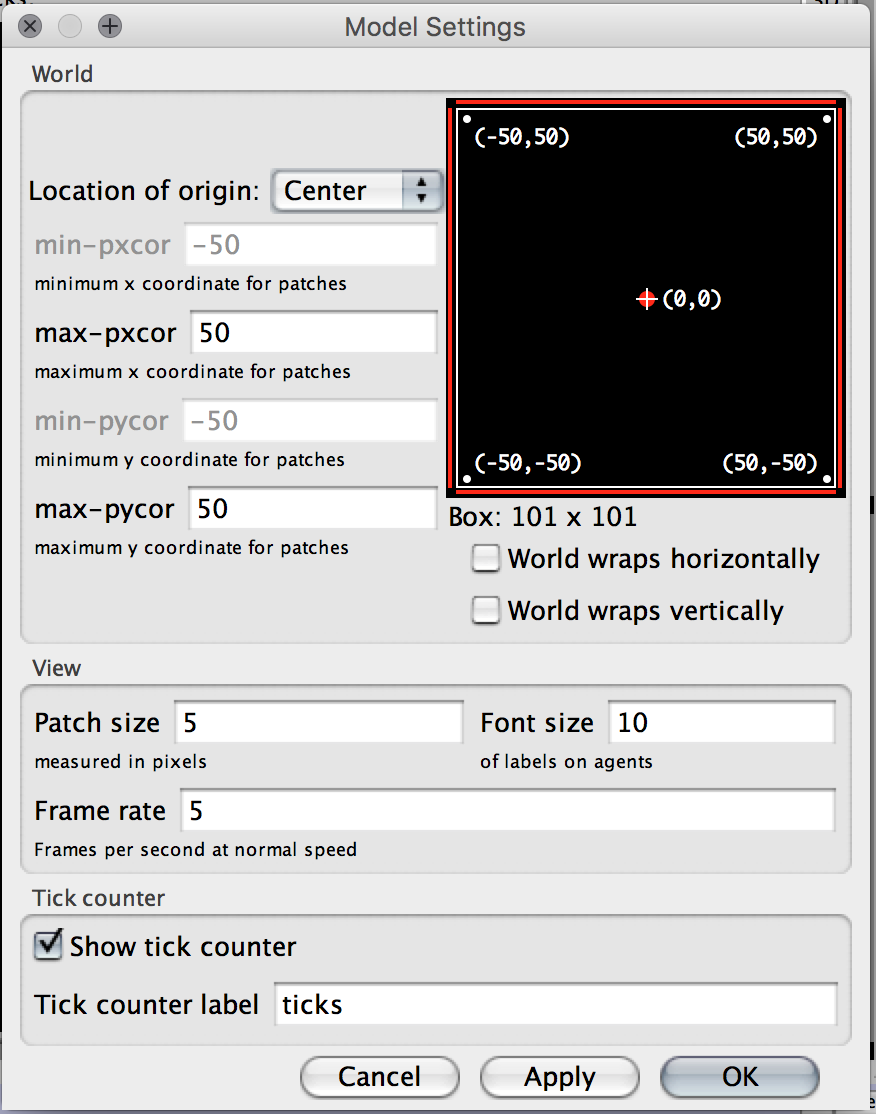 Model Settings
World
(-50,50) (50,50)
Location of origin: Center
min-pxcor -50
minimum x coordinate for patches
(0,0)
max-pxcor 50
maximum x coordinate for patches
min-pycor -50
minimum y coordinate for patches
(-50,-50) (50,-50)
max-pycor 50
Box: 101 x 101
maximum y coordinate for patches
World wraps horizontally
World wraps vertically
View
Patch size 5 Font size 10
measured in pixels of labels on agents
Frame rate 5
Frames per second at normal speed
Tick counter
Show tick counter
Tick counter label ticks
Cancel Apply OK